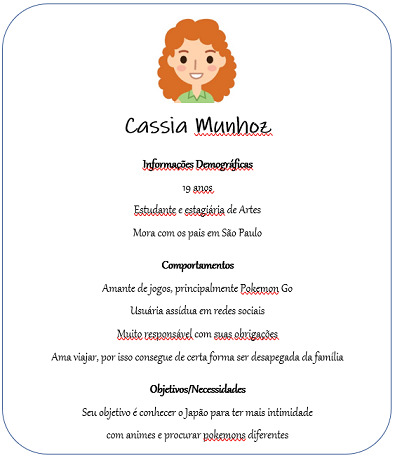 Cassia Munhoz
Informações Demográficas
19 anos
Estudante e estagiária de Artes
Mora com os pais em São Paulo
Comportamentos
Amante de jogos, principalmente Pokemon Go
Usuária assídua em redes sociais
Muito responsável com suas obrigações
Ama viajar, por isso consegue de certa forma ser desapegada da família
Objetivos/Necessidades
Seu objetivo é conhecer o Japão para ter mais intimidade
com animes e procurar pokemons diferentes